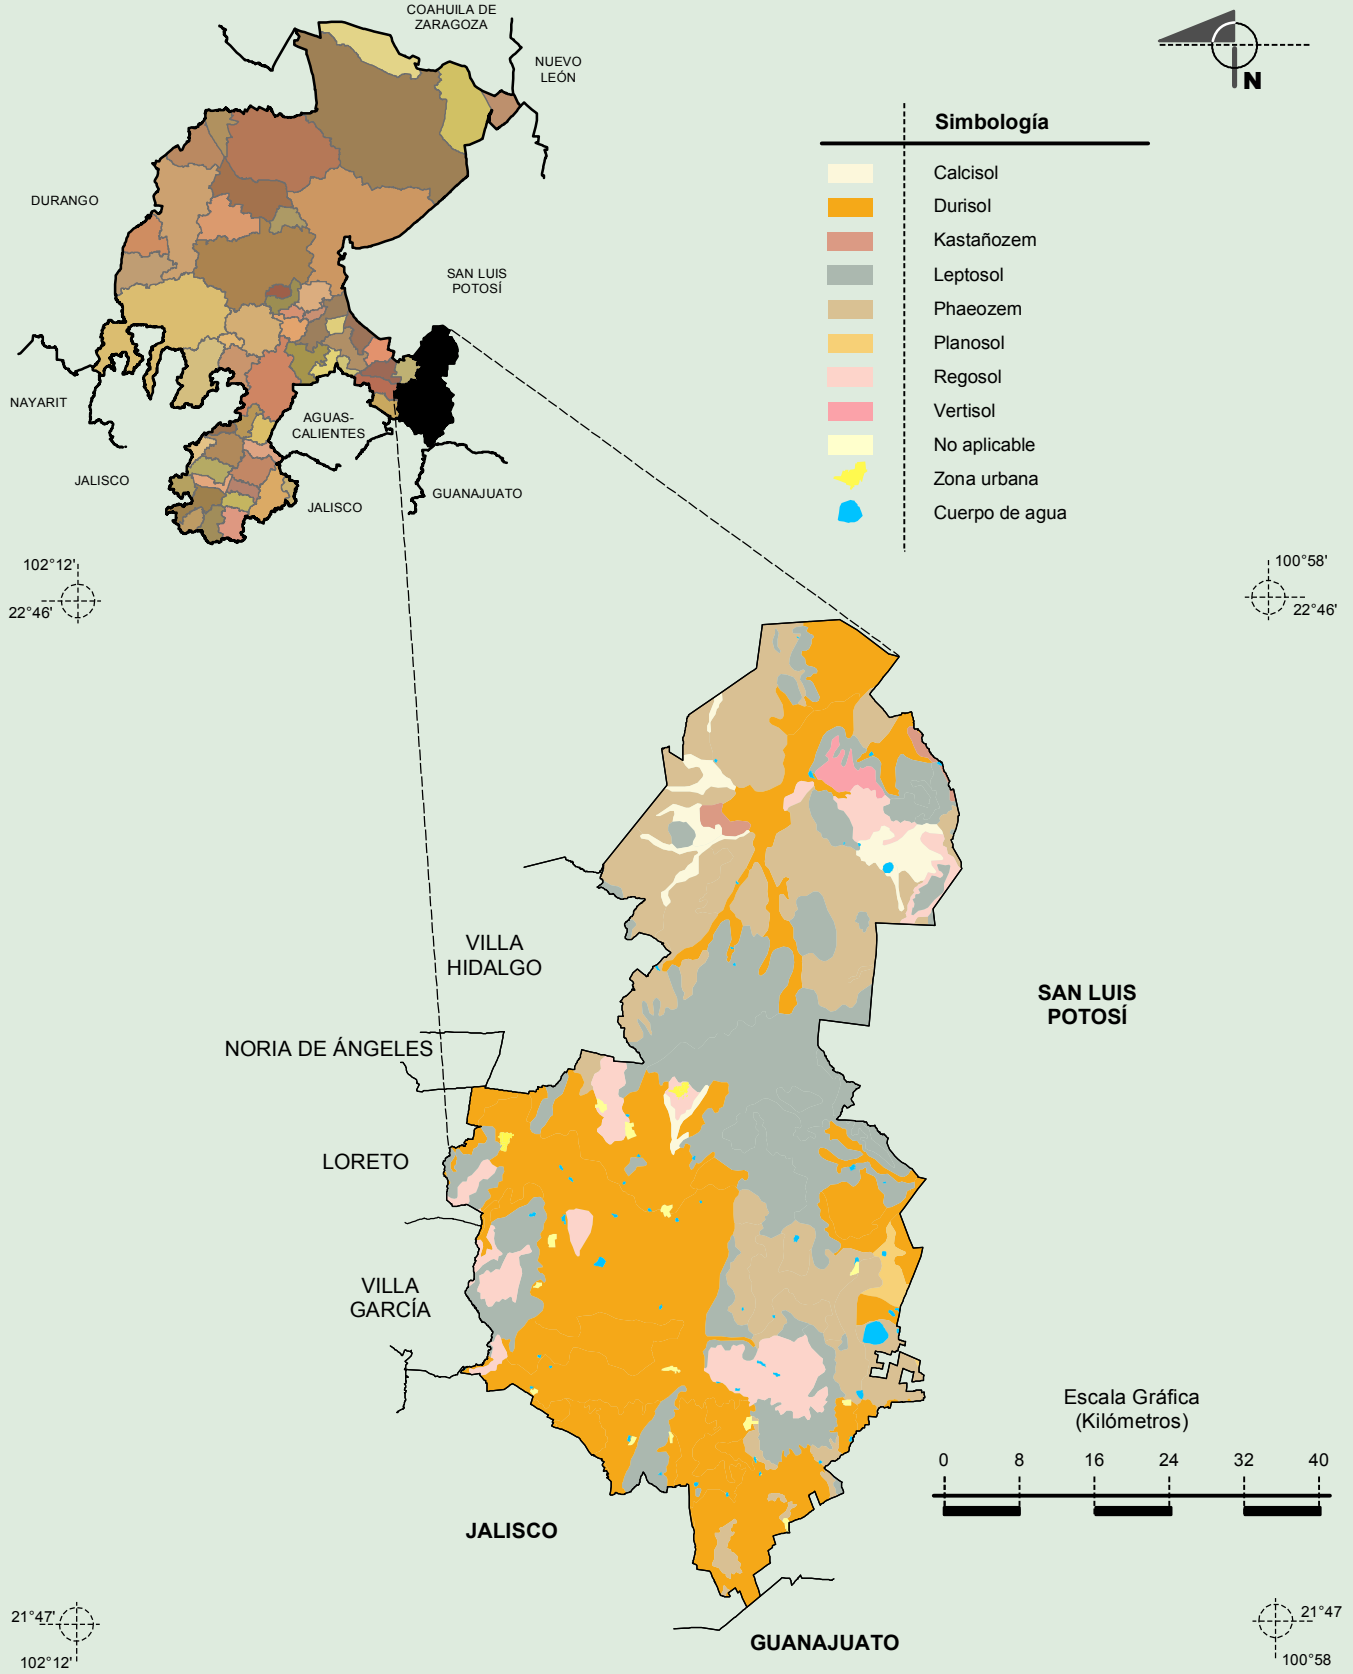 COAHUILA DE
ZARAGOZA
NUEVO
LEÓN
N
DURANGO
SAN LUIS
POTOSÍ
NAYARIT
AGUAS-
CALIENTES
JALISCO
JALISCO
GUANAJUATO
Simbología
Calcisol
Durisol
Kastañozem
Leptosol
Phaeozem
Planosol
Regosol
Vertisol
No aplicable
Zona urbana
Cuerpo de agua
102°12'
22°46'
100°58'
22°46'
VILLA
HIDALGO
SAN LUIS
POTOSÍ
NORIA DE ÁNGELES
LORETO
VILLA
GARCÍA
Escala Gráfica
(Kilómetros)
0 8 16 24 32 40
JALISCO
GUANAJUATO
21°47'
102°12'
21°47
100°58